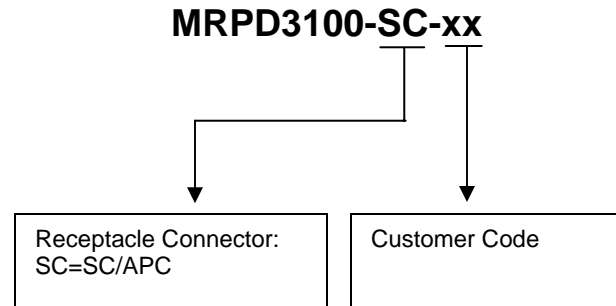 MRPD3100-SC-xx
Receptacle Connector:
SC=SC/APC
Customer Code